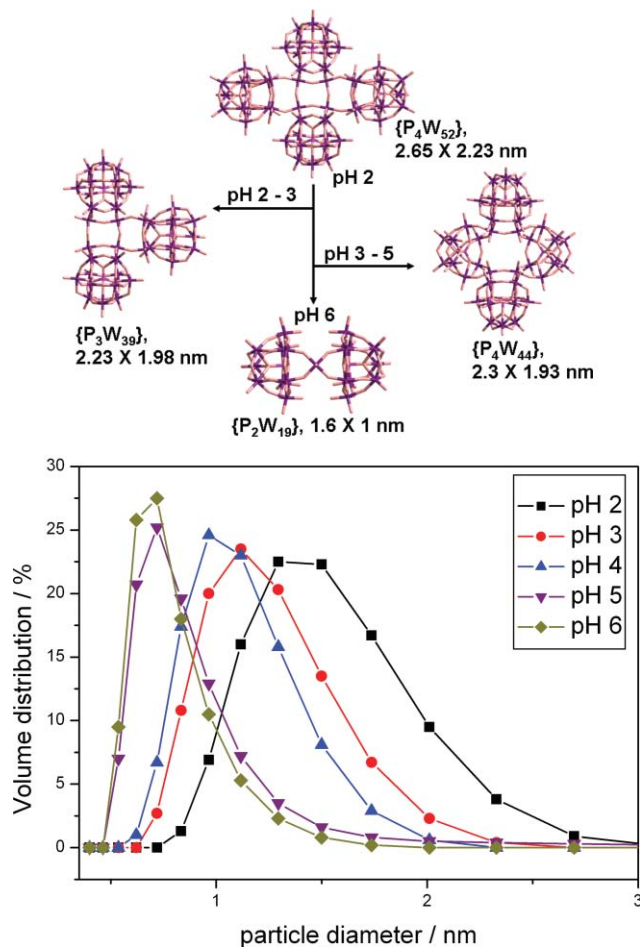 {P₄W₅₂},
2.65 X 2.23 nm
pH 2
pH 2 - 3
pH 3 - 5
{P₃W₃₉},
2.23 X 1.98 nm
pH 6
{P₄W₄₄},
2.3 X 1.93 nm
{P₂W₁₉}, 1.6 X 1 nm
30
25
20
15
10
5
0
Volume distribution / %
pH 2
pH 3
pH 4
pH 5
pH 6
1
2
3
particle diameter / nm